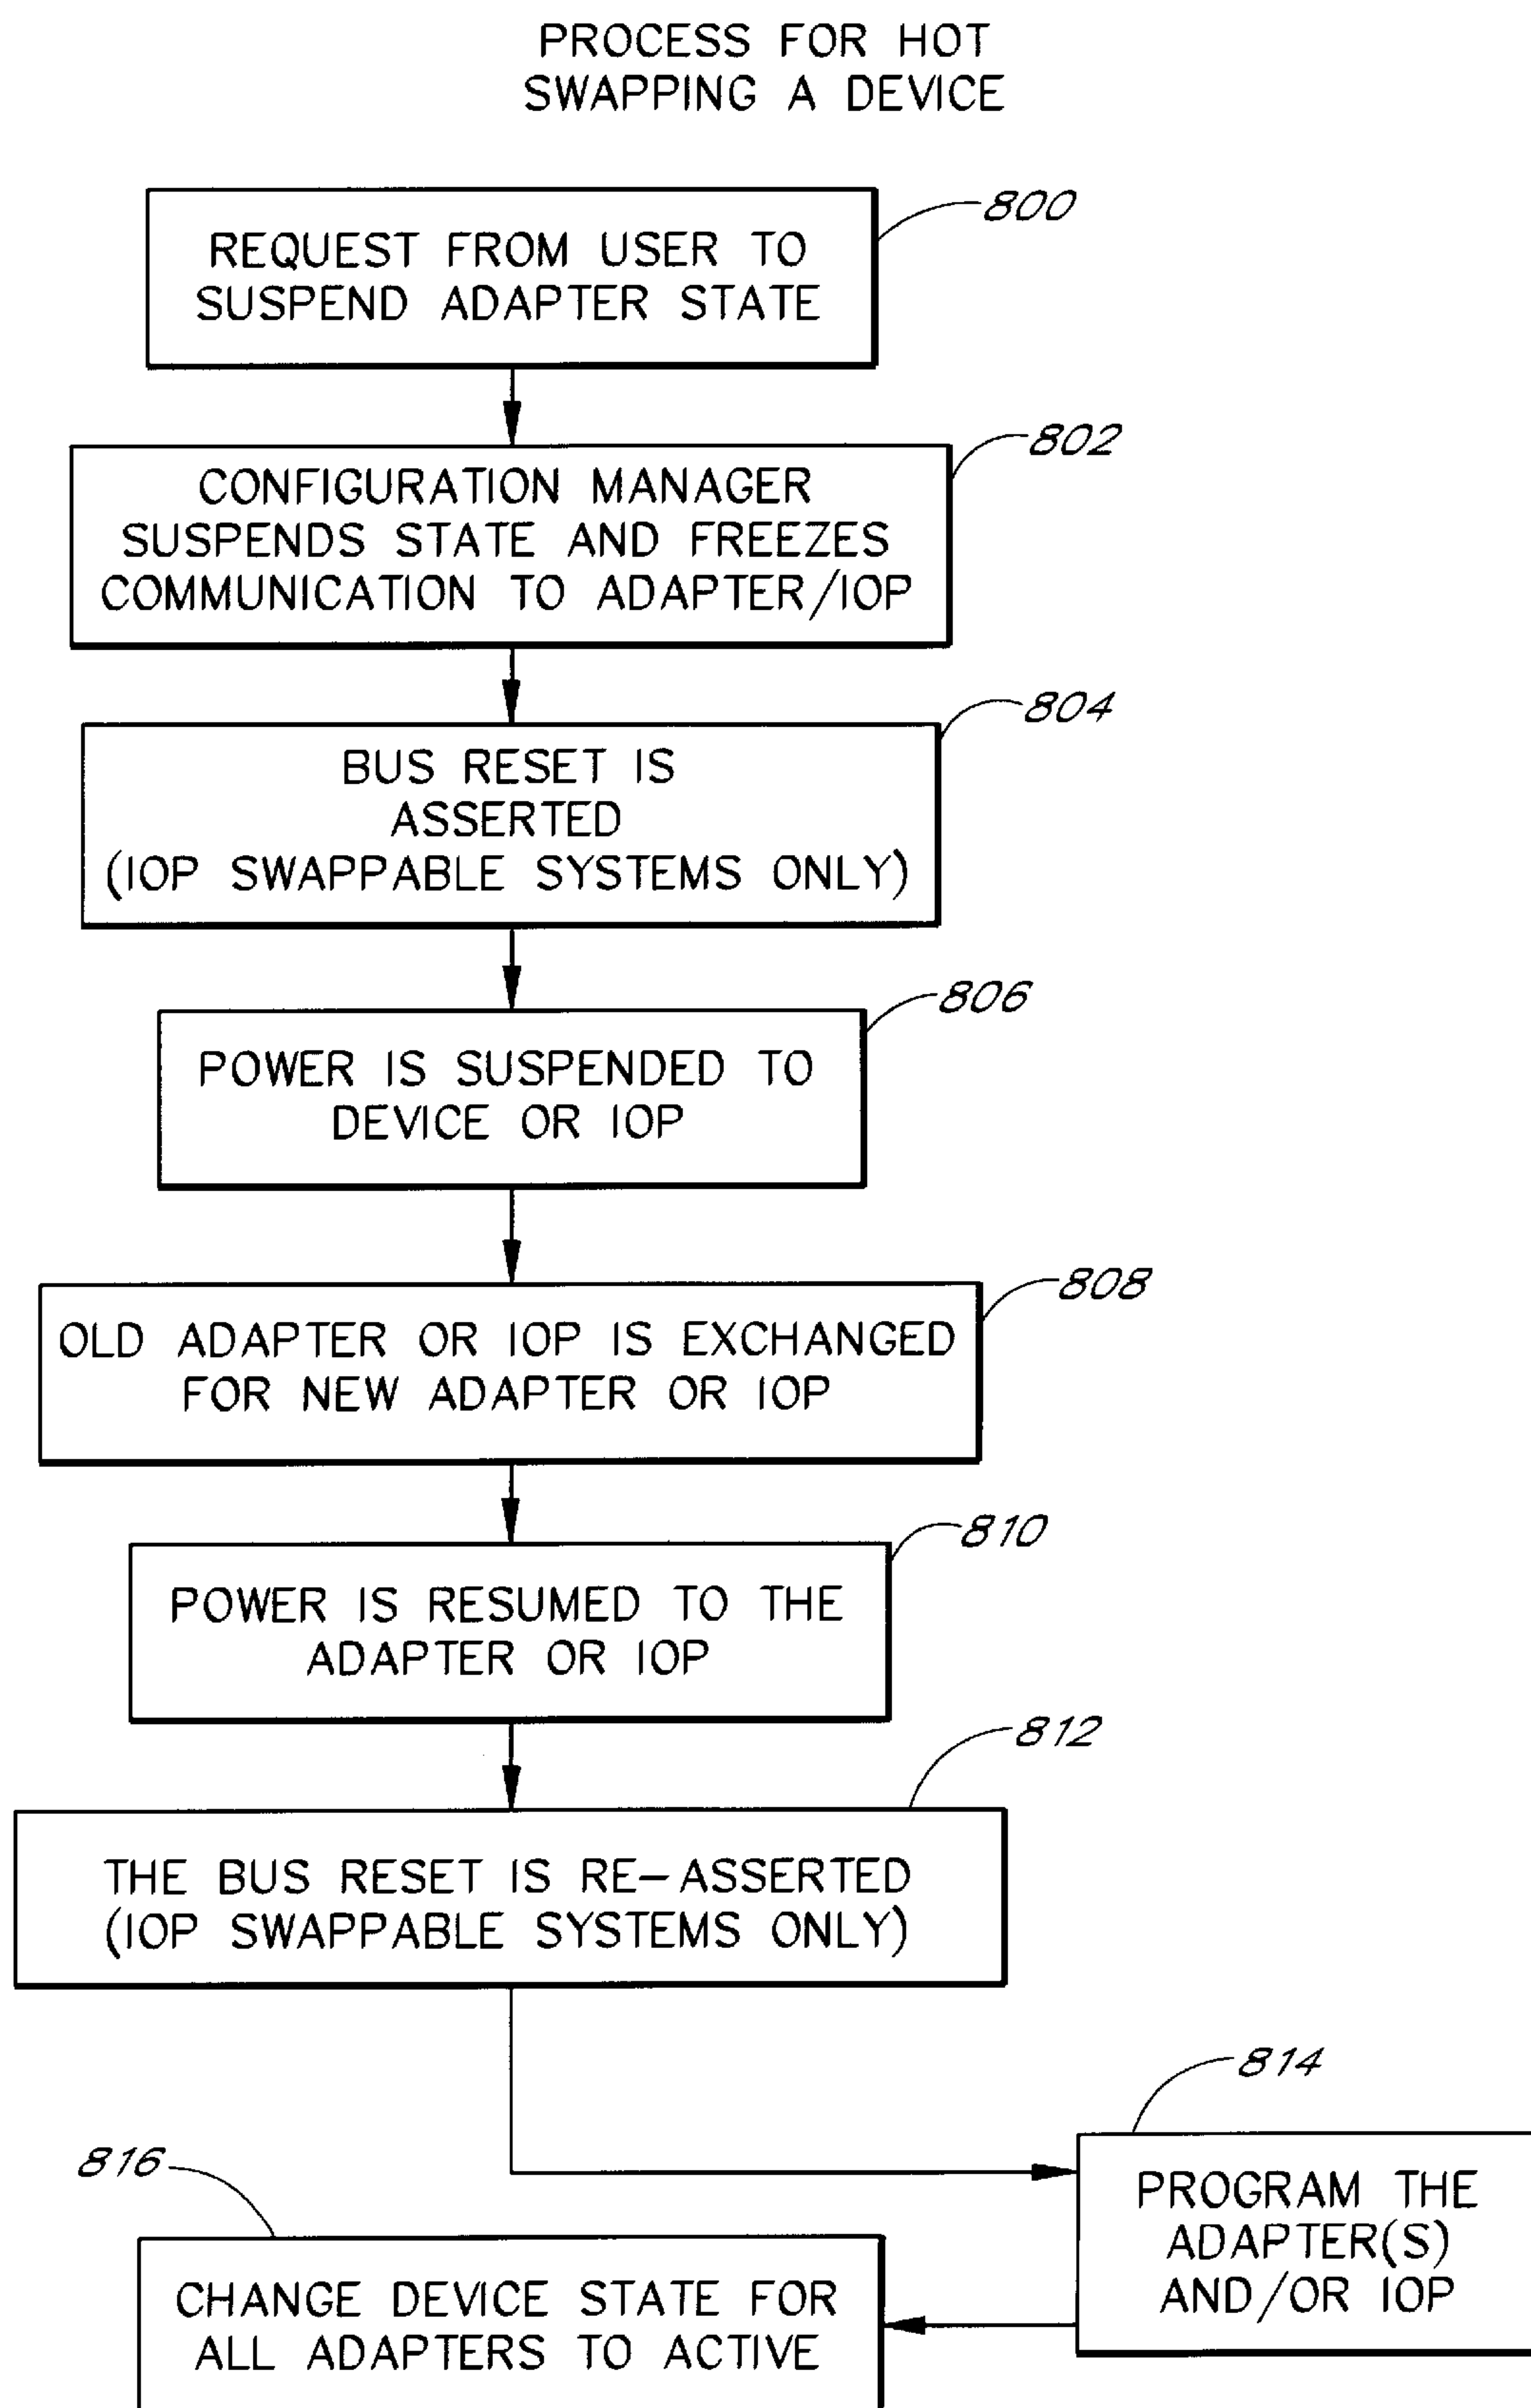 PROCESS FOR HOT
SWAPPING A DEVICE
800
REQUEST FROM USER TO
SUSPEND ADAPTER STATE
802
CONFIGURATION MANAGER
SUSPENDS STATE AND FREEZES
COMMUNICATION TO ADAPTER/IOP
804
BUS RESET IS
ASSERTED
(IOP SWAPPABLE SYSTEMS ONLY)
806
POWER IS SUSPENDED TO
DEVICE OR IOP
808
OLD ADAPTER OR IOP IS EXCHANGED
FOR NEW ADAPTER OR IOP
810
POWER IS RESUMED TO THE
ADAPTER OR IOP
812
THE BUS RESET IS RE-ASSERTED
(IOP SWAPPABLE SYSTEMS ONLY)
814
PROGRAM THE
ADAPTER(S)
AND/OR IOP
816
CHANGE DEVICE STATE FOR
ALL ADAPTERS TO ACTIVE